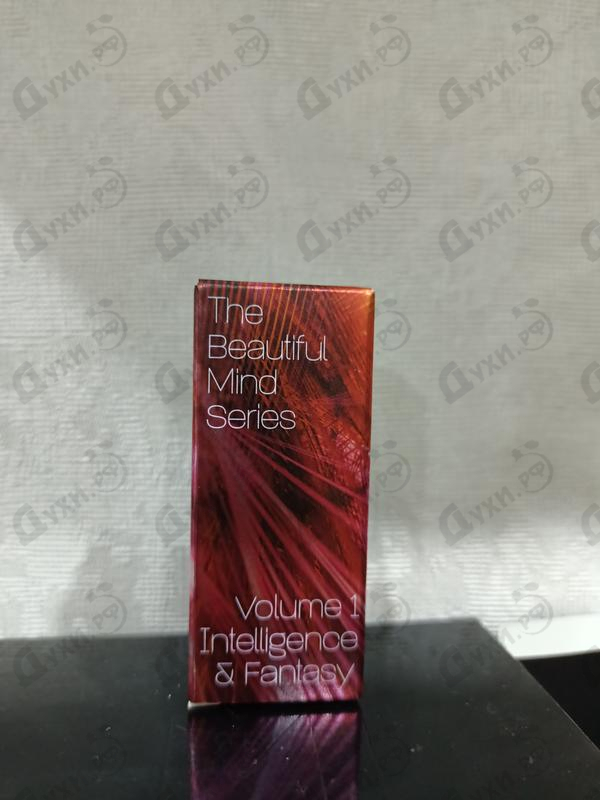 The
Beautiful
Mind
Series
Volume 1
Intelligence
& Fantasy
Духи.рф